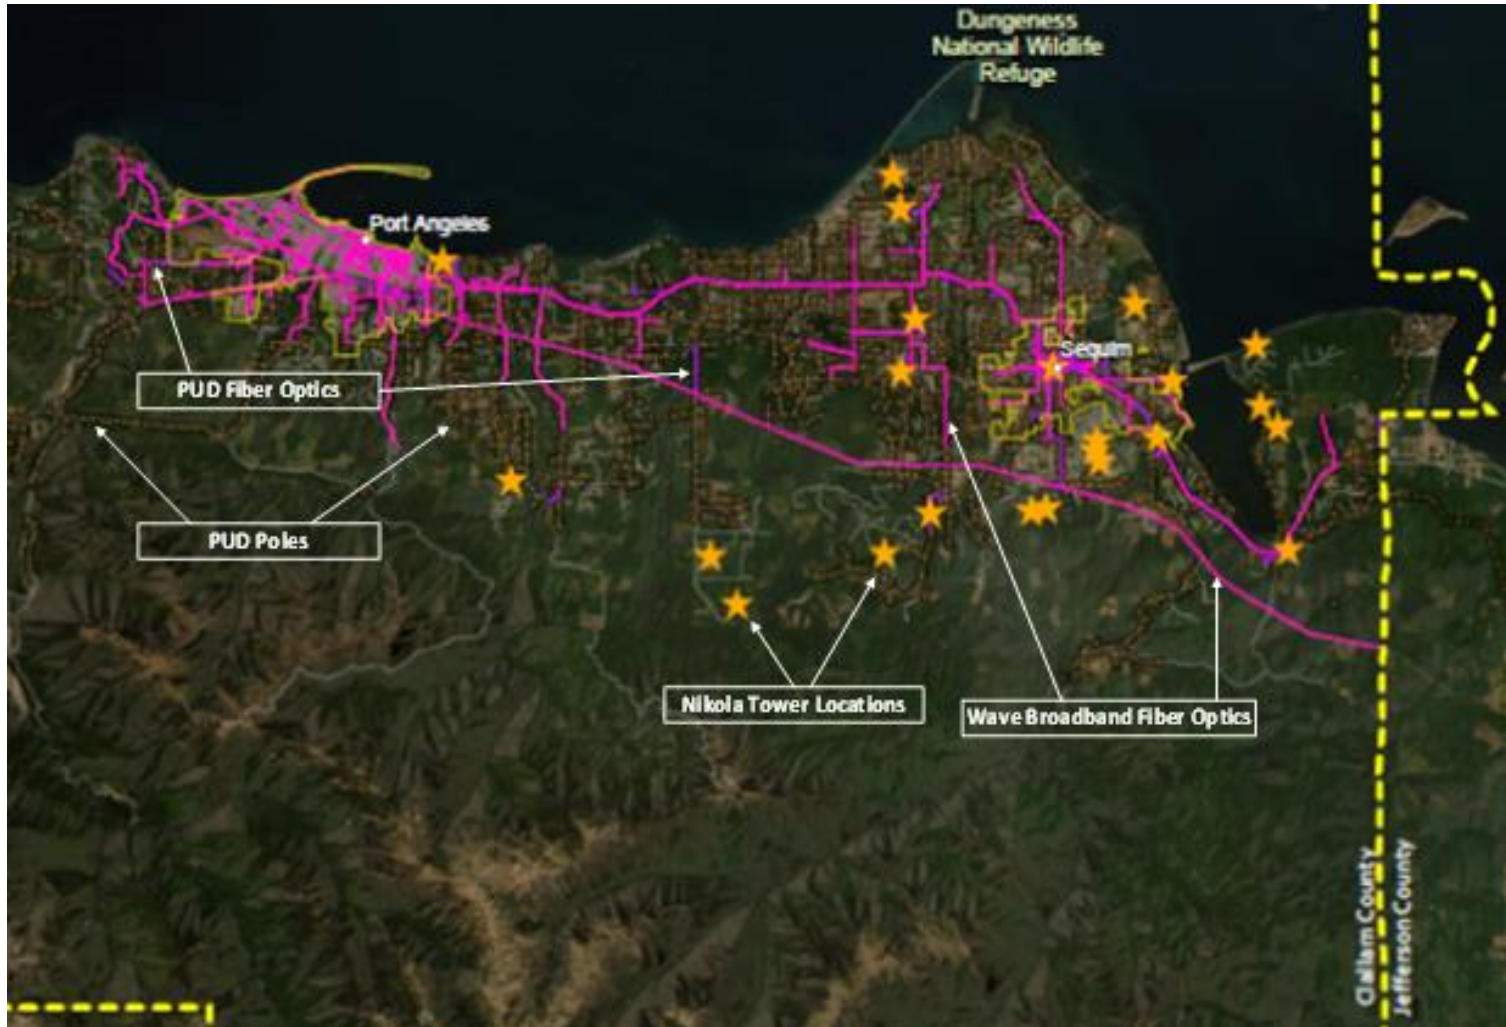 Dungeness
National Wildlife
Refuge
Port Angeles
Sequim
PUD Fiber Optics
PUD Poles
Nikola Tower Locations
Wave Broadband Fiber Optics
Clallam County
Jefferson County